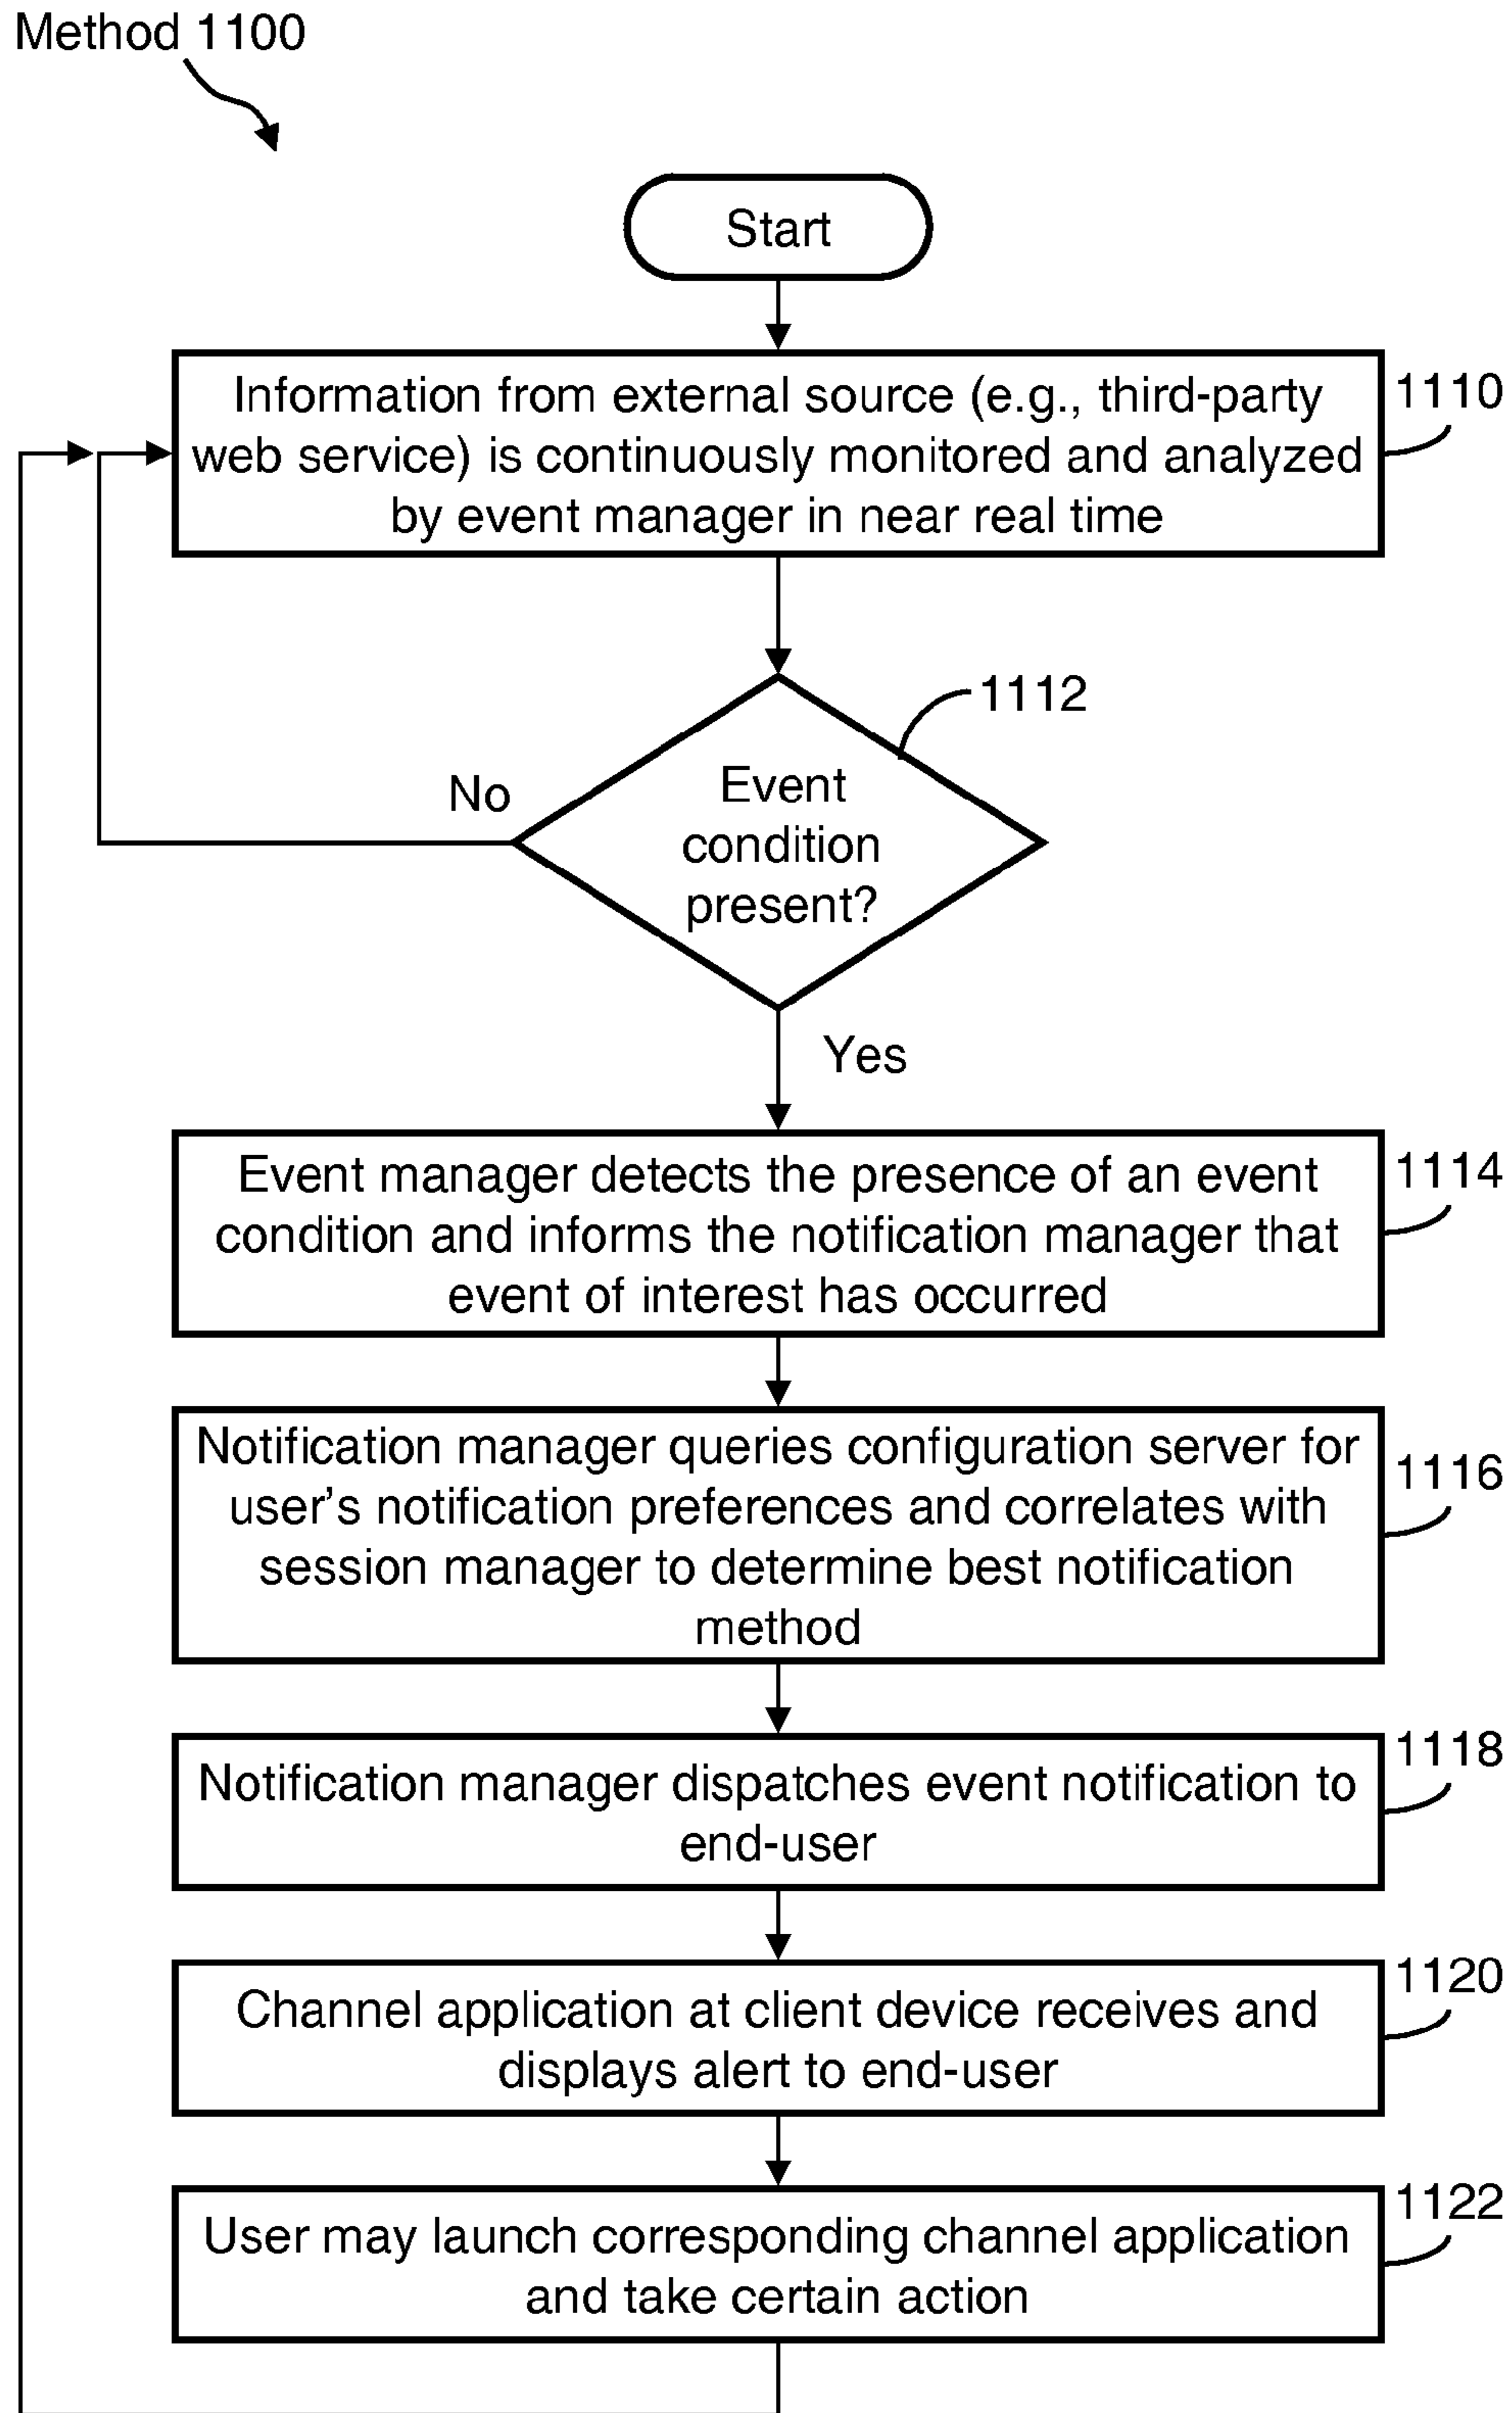 Method 1100
Start
Information from external source (e.g., third-party
web service) is continuously monitored and analyzed
by event manager in near real time
1110
1112
Event
condition
present?
No
Yes
Event manager detects the presence of an event
condition and informs the notification manager that
event of interest has occurred
1114
Notification manager queries configuration server for
user's notification preferences and correlates with
session manager to determine best notification
method
1116
Notification manager dispatches event notification to
end-user
1118
Channel application at client device receives and
displays alert to end-user
1120
User may launch corresponding channel application
and take certain action
1122